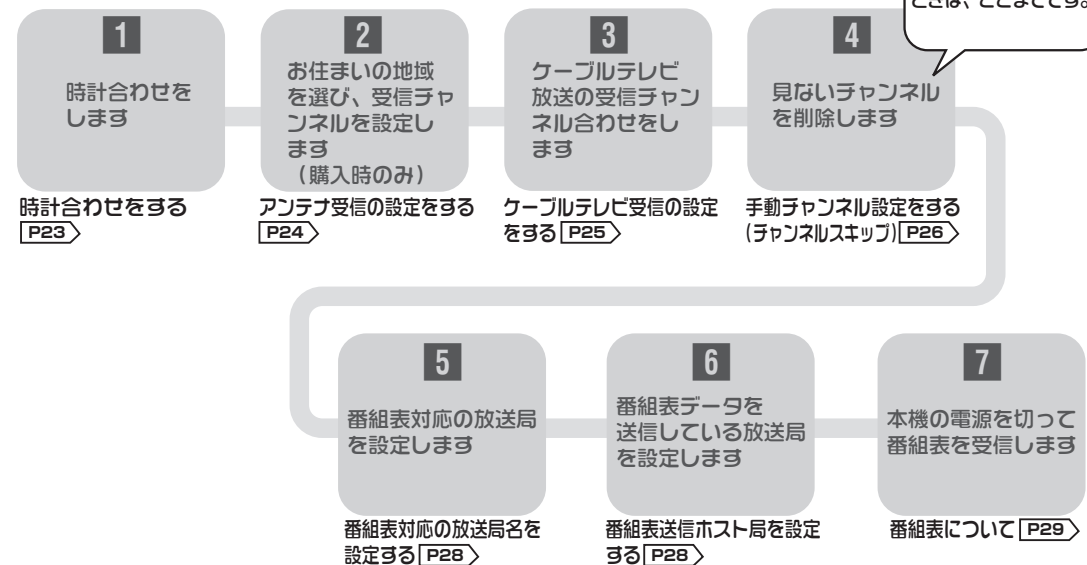 ときは、ここまでです。
1
時計合わせを
します
時計合わせをする
P23
2
お住まいの地域
を選び、受信チャ
ンネルを設定し
ます
(購入時のみ)
アンテナ受信の設定をする
P24
3
ケーブルテレビ
放送の受信チャン
ネル合わせをし
ます
ケーブルテレビ受信の設定
をする P25
4
見ないチャンネル
を削除します
手動チャンネル設定をする
(チャンネルスキップ) P26
5
番組表対応の放送局
を設定します
番組表対応の放送局名を
設定する P28
6
番組表データを
送信している放送局
を設定します
番組表送信ホスト局を設定
する P28
7
本機の電源を切って
番組表を受信します
番組表について P29